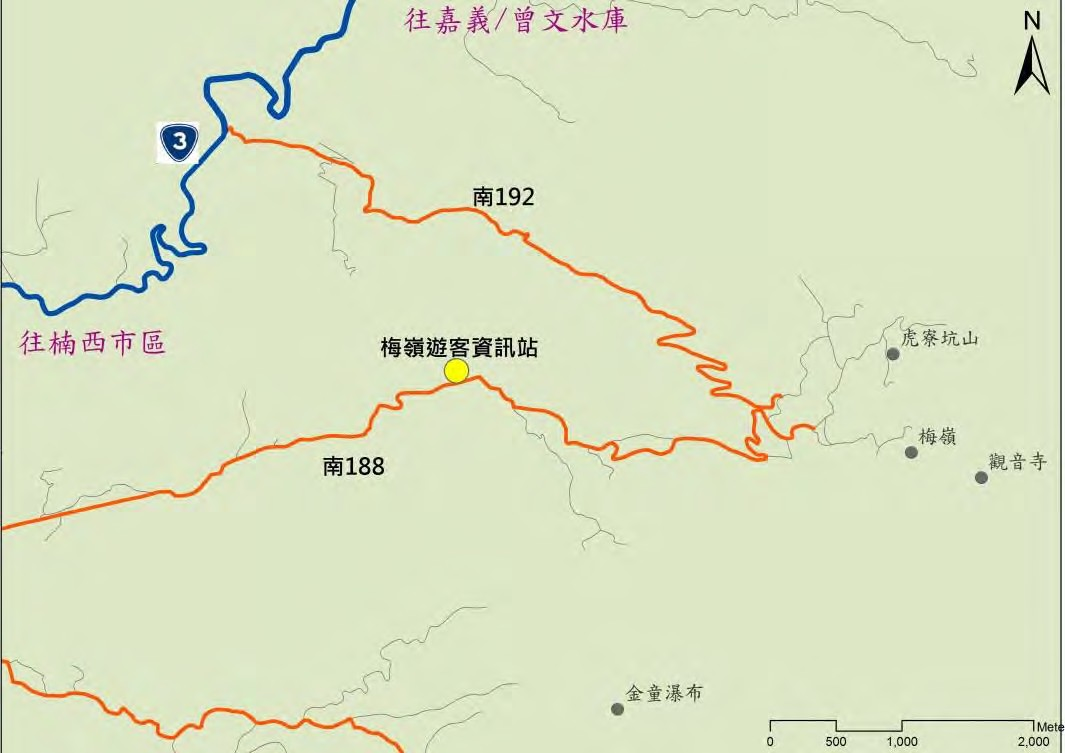 往嘉義/曾文水庫
N
3
南192
往楠西市區
虎寮坑山
梅嶺遊客資訊站
梅嶺
觀音寺
南188
金童瀑布
Mete
0 500 1,000 2,000